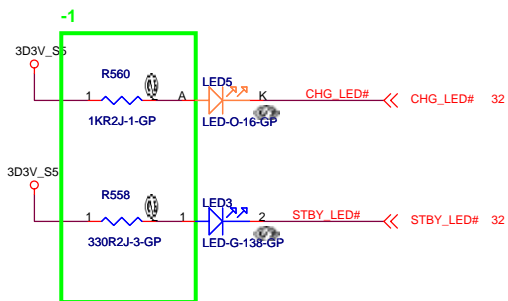 -1
3D3V_S5
R560
LED5
1 A K CHG_LED# CHG_LED# 32
1KR2J-1-GP LED-O-16-GP
3D3V_S5
R558
LED3
1 1 2 STBY_LED# STBY_LED# 32
330R2J-3-GP LED-G-138-GP